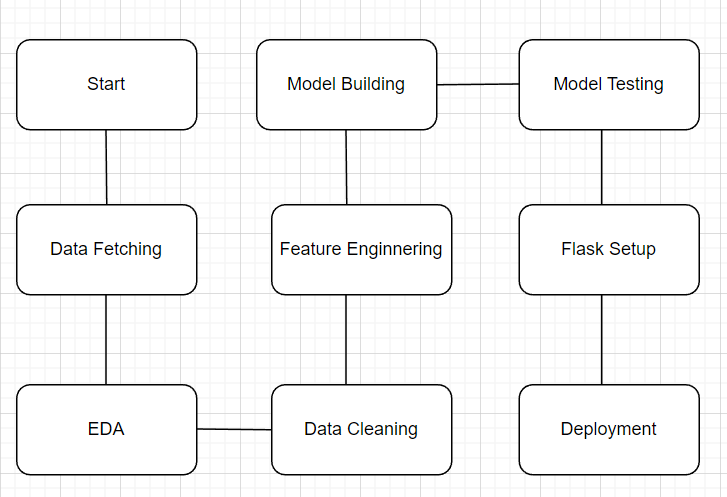 Start
Model Building
Model Testing
Data Fetching
Feature Enginnering
Flask Setup
EDA
Data Cleaning
Deployment